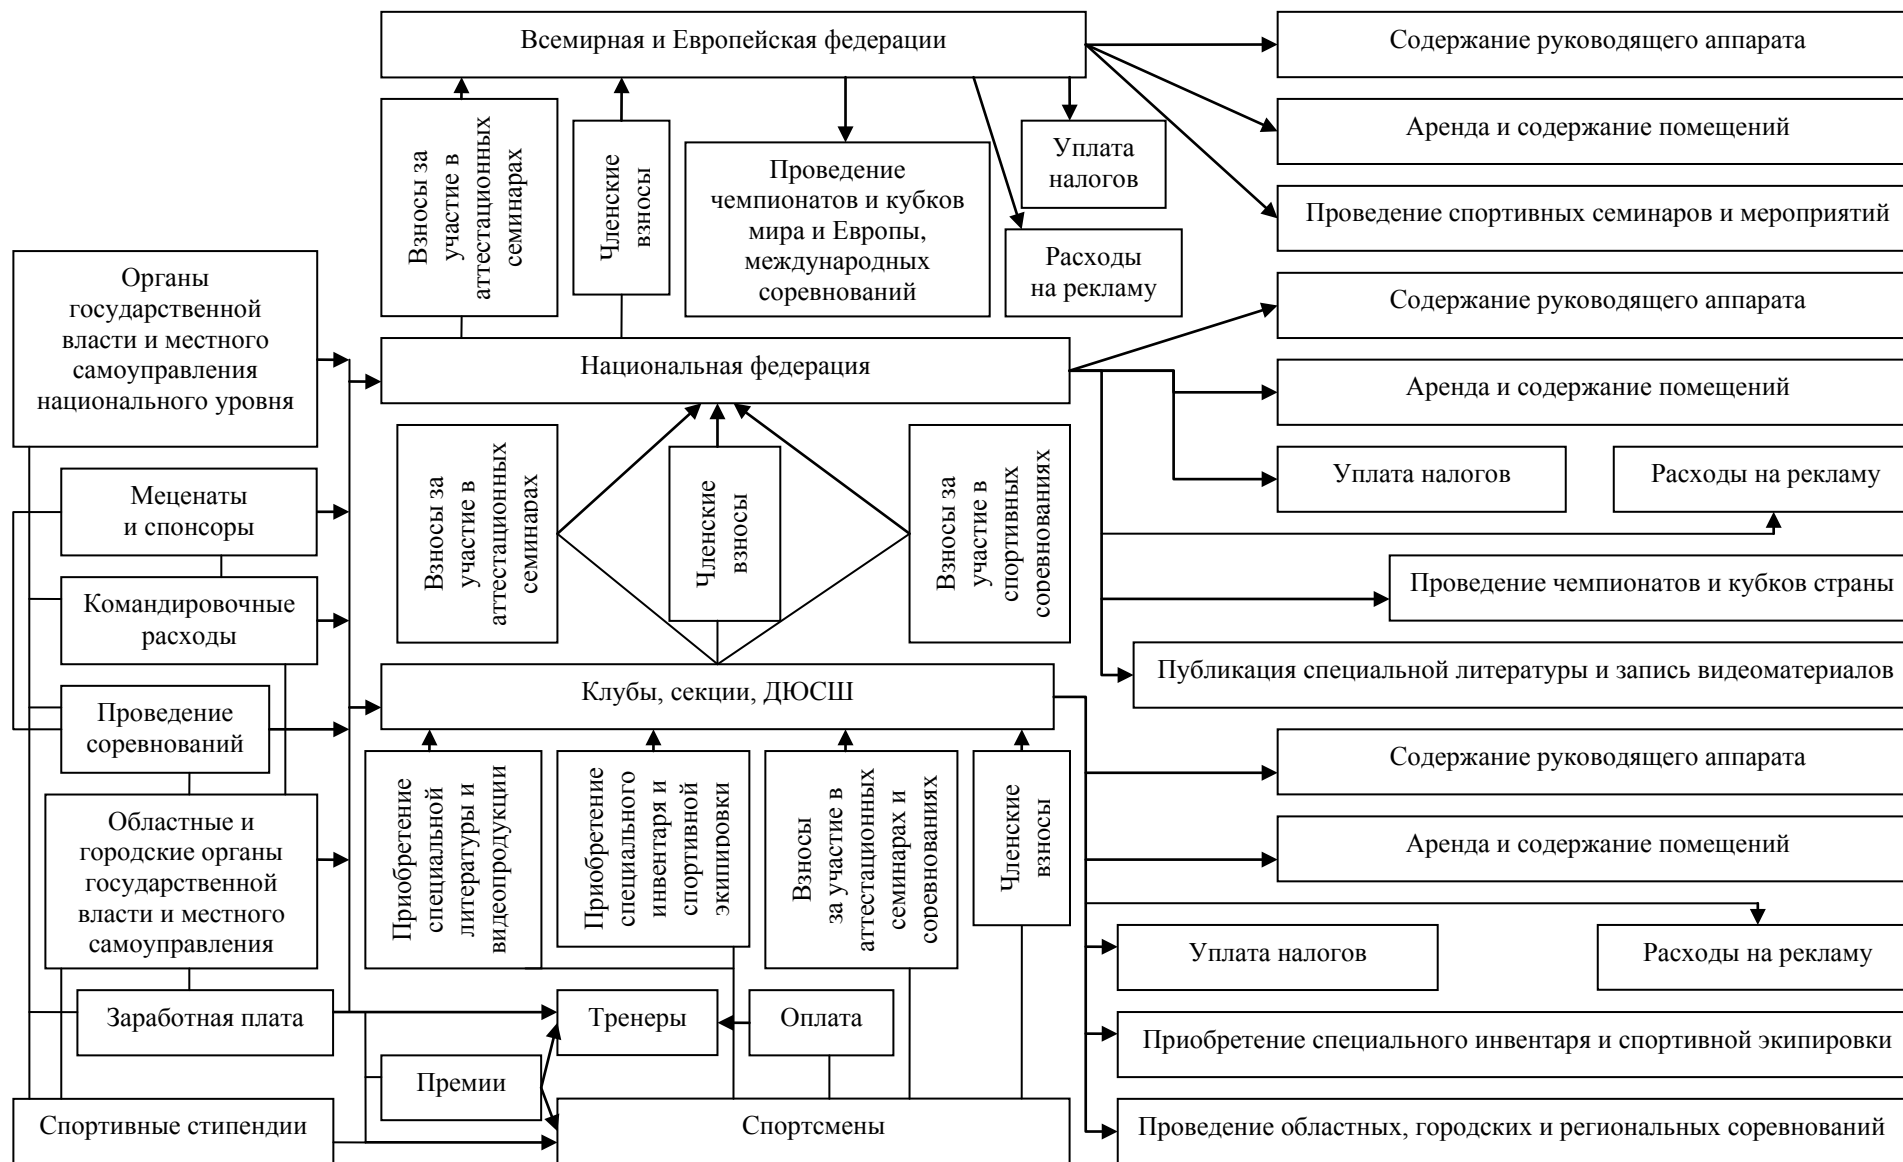 Всемирная и Европейская федерации
Содержание руководящего аппарата
Аренда и содержание помещений
Проведение спортивных семинаров и мероприятий
Взносы за
участие в
аттестационных
семинарах
Членские
взносы
Проведение
чемпионатов и кубков
мира и Европы,
международных
соревнований
Уплата
налогов
Расходы
на рекламу
Органы
государственной
власти и местного
самоуправления
национального уровня
Национальная федерация
Содержание руководящего аппарата
Аренда и содержание помещений
Уплата налогов
Расходы на рекламу
Проведение чемпионатов и кубков страны
Публикация специальной литературы и запись видеоматериалов
Меценаты
и спонсоры
Командировочные
расходы
Проведение
соревнований
Взносы за
участие в
аттестационных
семинарах
Членские
взносы
Взносы за
участие в
спортивных
соревнованиях
Клубы, секции, ДЮСШ
Содержание руководящего аппарата
Аренда и содержание помещений
Уплата налогов
Расходы на рекламу
Приобретение специального инвентаря и спортивной экипировки
Проведение областных, городских и региональных соревнований
Областные и
городские органы
государственной
власти и местного
самоуправления
Приобретение
специальной
литературы и
видеопродукции
Приобретение
специального
инвентаря и
спортивной
экипировки
Взносы
за участие в
аттестационных
семинарах и
соревнованиях
Членские
взносы
Заработная плата
Тренеры
Оплата
Премии
Спортивные стипендии
Спортсмены